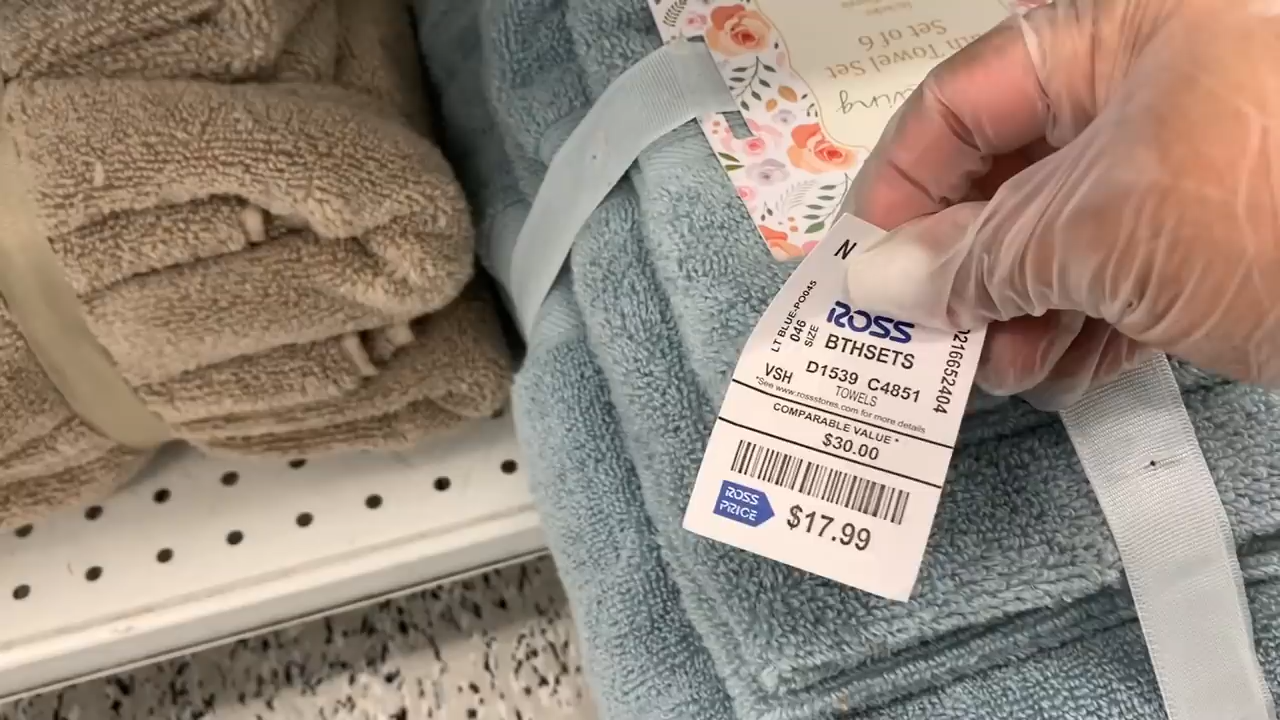 Set of 6
Towel Set
N
LT BLUE-PO045
046
SIZE
ROSS
BTHSETS
D1539 C4851
VSH
TOWELS
*See www.rossstores.com for more details
COMPARABLE VALUE *
$30.00
ROSS
PRICE
$17.99